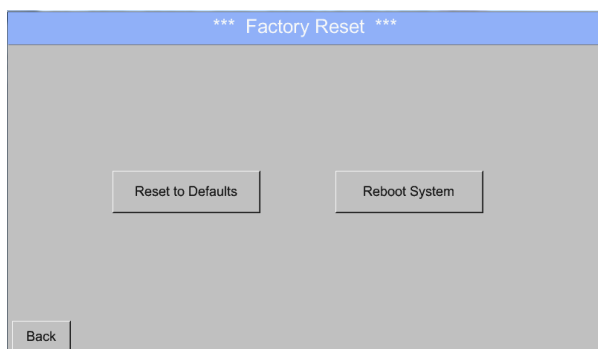 *** Factory Reset ***
Reset to Defaults
Reboot System
Back